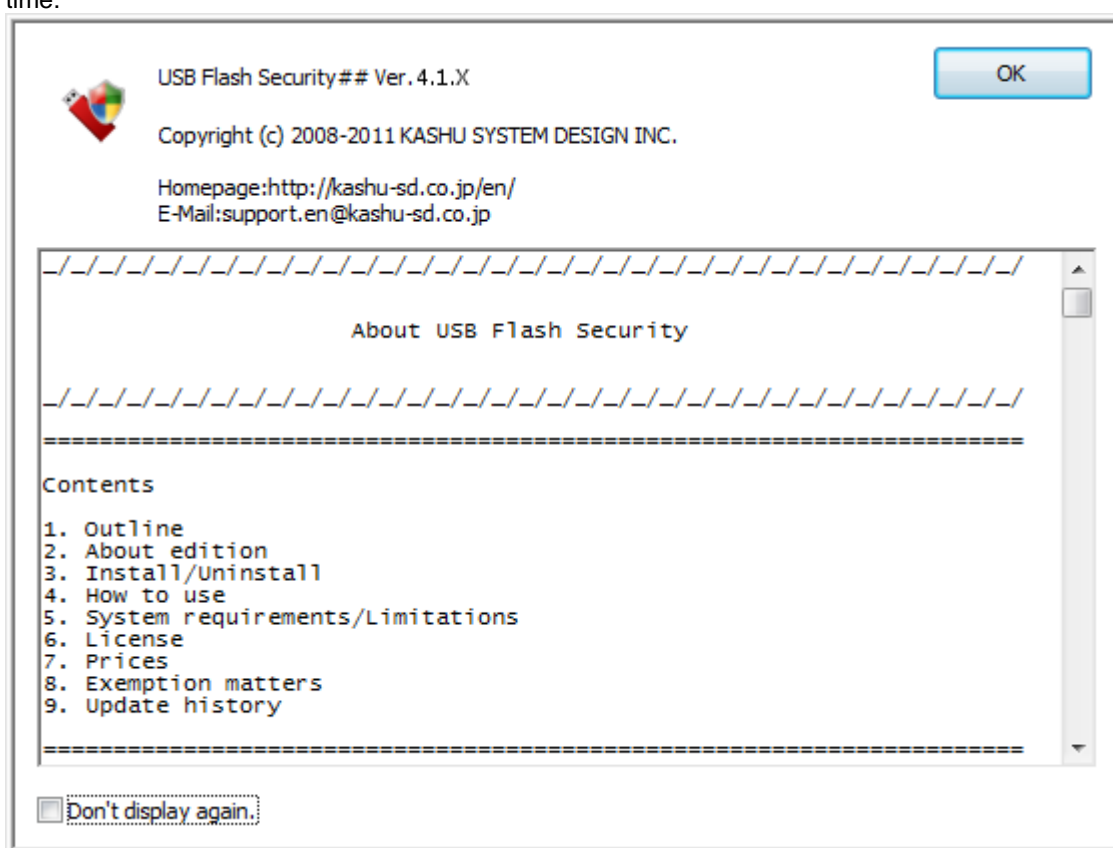 time.
USB Flash Security## Ver.4.1.X
OK
Copyright (c) 2008-2011 KASHU SYSTEM DESIGN INC.
Homepage:http://kashu-sd.co.jp/en/
E-Mail:support.en@kashu-sd.co.jp
_/_/_/_/_/_/_/_/_/_/_/_/_/_/_/_/_/_/_/_/_/_/_/_/_/_/_/
About USB Flash Security
_/_/_/_/_/_/_/_/_/_/_/_/_/_/_/_/_/_/_/_/_/_/_/_/_/_/_/
======================================================================
Contents
1. Outline
2. About edition
3. Install/Uninstall
4. How to use
5. System requirements/Limitations
6. License
7. Prices
8. Exemption matters
9. Update history
======================================================================
Don't display again.